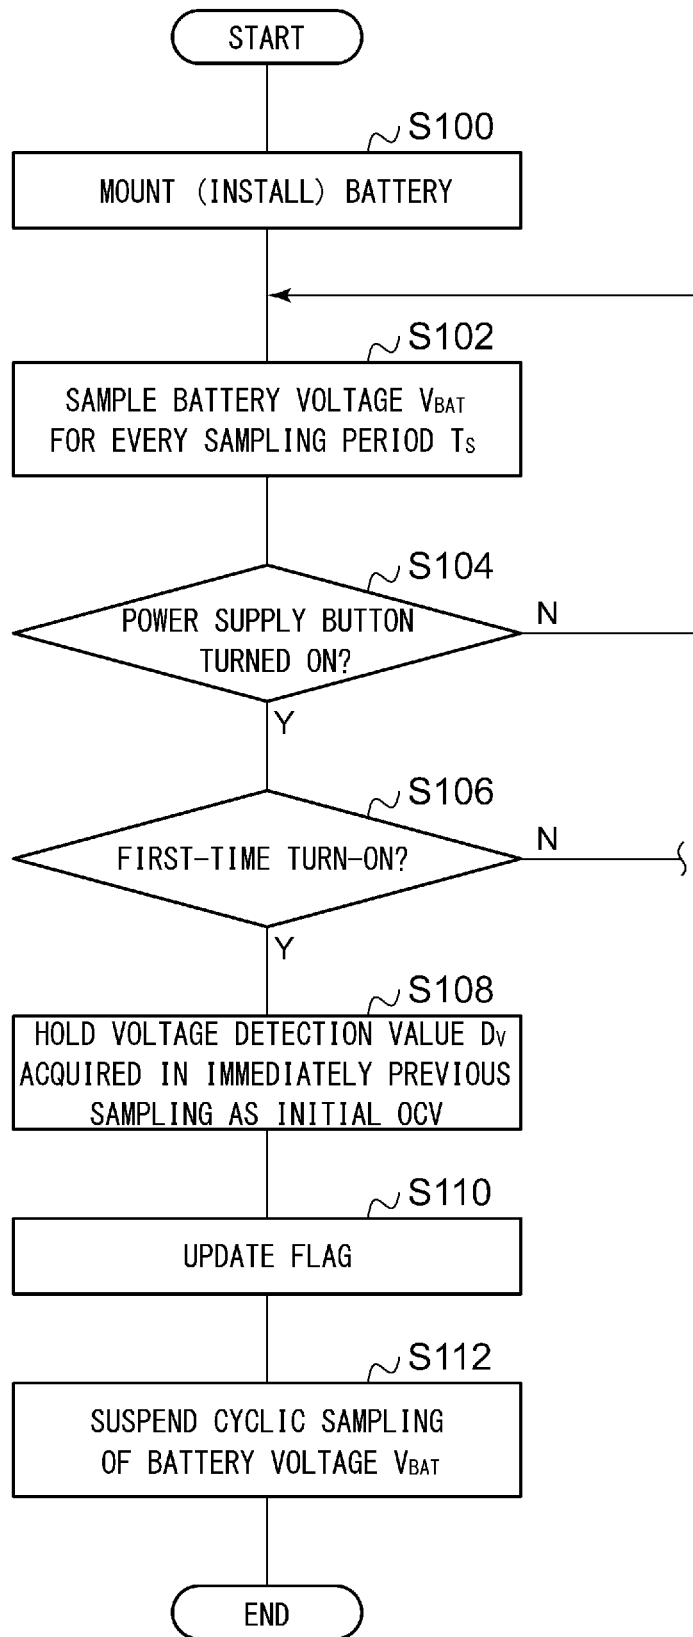 START
S100
MOUNT (INSTALL) BATTERY
S102
SAMPLE BATTERY VOLTAGE VBAT
FOR EVERY SAMPLING PERIOD TS
S104
POWER SUPPLY BUTTON
TURNED ON?
N
Y
S106
FIRST-TIME TURN-ON?
N
Y
S108
HOLD VOLTAGE DETECTION VALUE DV
ACQUIRED IN IMMEDIATELY PREVIOUS
SAMPLING AS INITIAL OCV
S110
UPDATE FLAG
S112
SUSPEND CYCLIC SAMPLING
OF BATTERY VOLTAGE VBAT
END